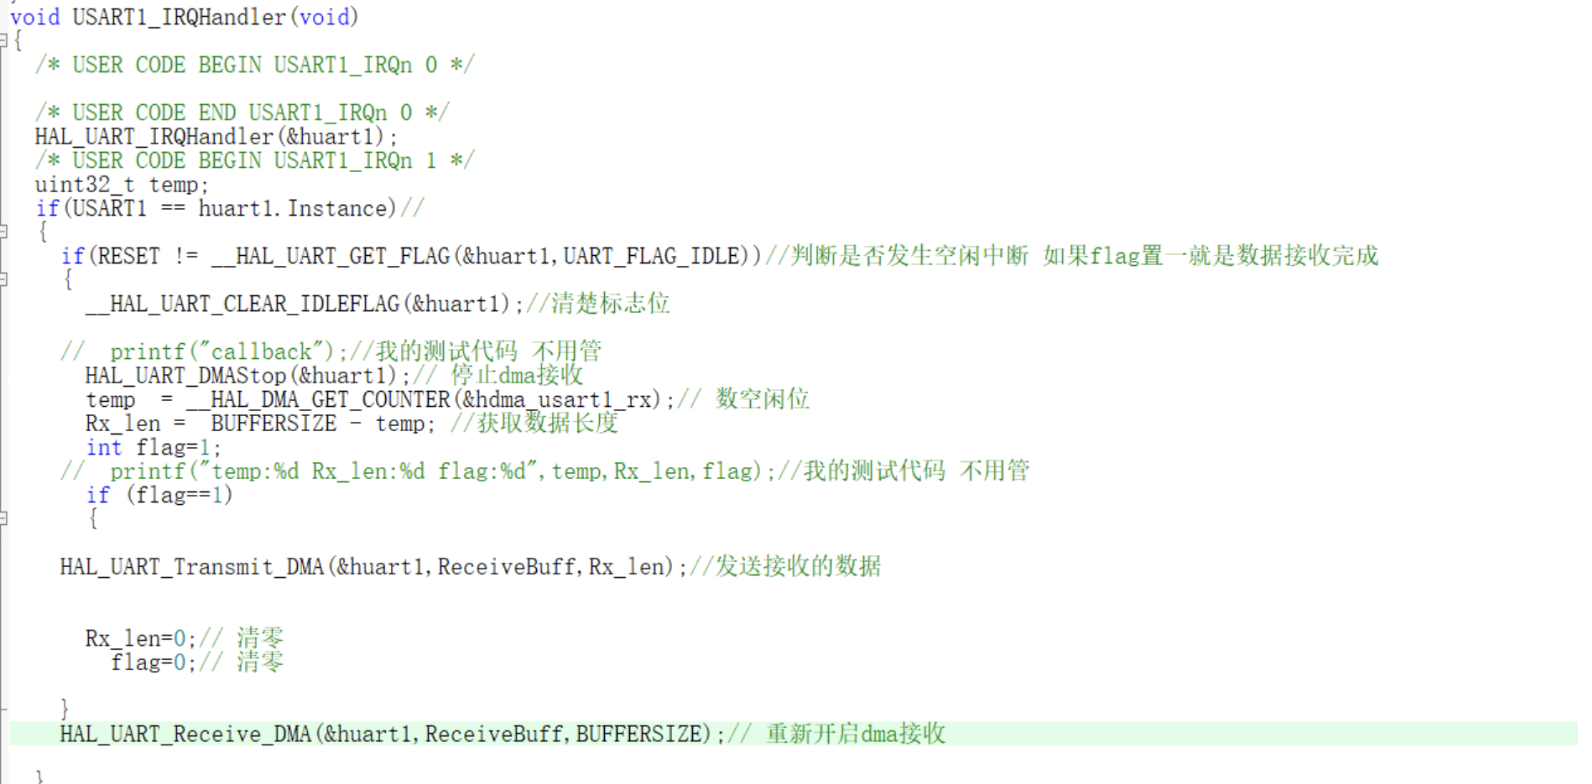 void USART1_IRQHandler(void)
{
/* USER CODE BEGIN USART1_IRQn 0 */
/* USER CODE END USART1_IRQn 0 */
HAL_UART_IRQHandler(&huart1);
/* USER CODE BEGIN USART1_IRQn 1 */
uint32_t temp;
if(USART1 == huart1.Instance)//
{
if(RESET != __HAL_UART_GET_FLAG(&huart1,UART_FLAG_IDLE))//判断是否发生空闲中断 如果flag置一就是数据接收完成
{
__HAL_UART_CLEAR_IDLEFLAG(&huart1);//清楚标志位
// printf("callback");//我的测试代码 不用管
HAL_UART_DMAStop(&huart1);// 停止dma接收
temp = __HAL_DMA_GET_COUNTER(&hdma_usart1_rx);// 数空闲位
Rx_len = BUFFERSIZE - temp; //获取数据长度
int flag=1;
// printf("temp:%d Rx_len:%d flag:%d",temp,Rx_len,flag);//我的测试代码 不用管
if (flag==1)
{
HAL_UART_Transmit_DMA(&huart1,ReceiveBuff,Rx_len);//发送接收的数据
Rx_len=0;// 清零
flag=0;// 清零
}
HAL_UART_Receive_DMA(&huart1,ReceiveBuff,BUFFERSIZE);// 重新开启dma接收
}